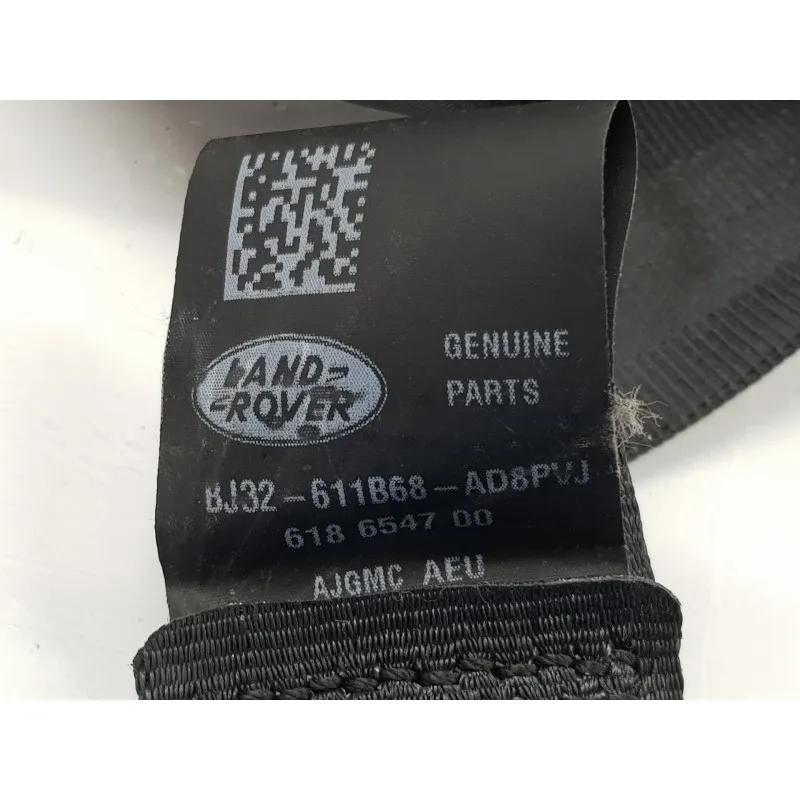 LAND-
-ROVER
GENUINE
PARTS
BJ32-611B68-AD8PVJ
618 6547 00
AJGMC AEU